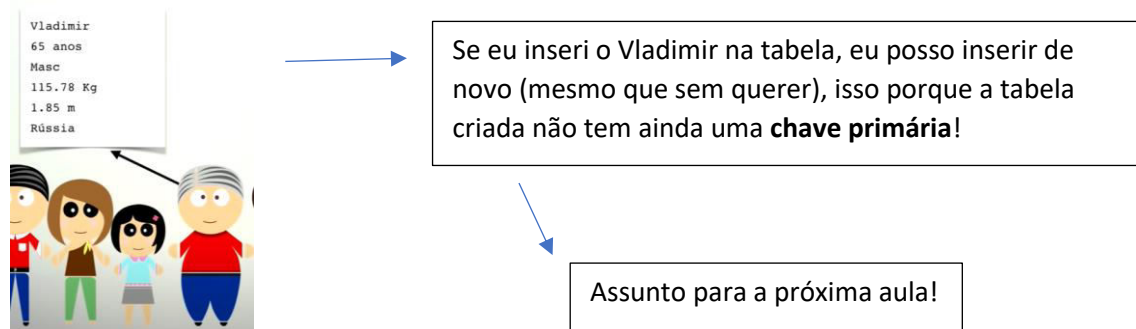 Vladimir
65 anos
Masc
115.78 Kg
1.85 m
Rússia
Se eu inseri o Vladimir na tabela, eu posso inserir de
novo (mesmo que sem querer), isso porque a tabela
criada não tem ainda uma chave primária!
Assunto para a próxima aula!